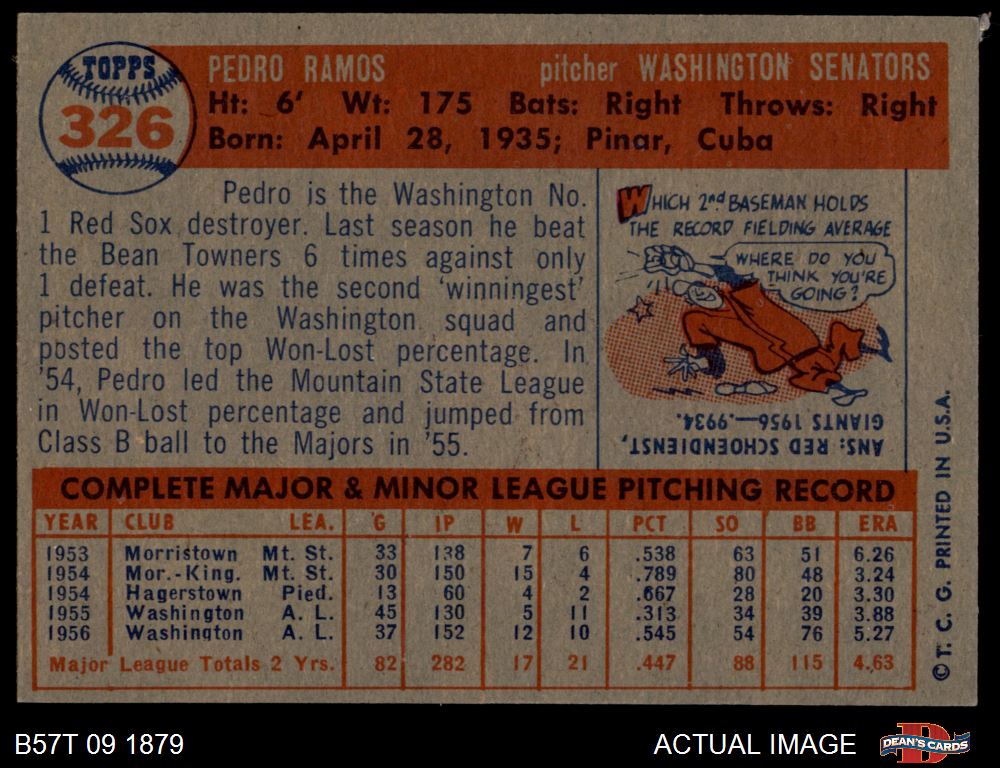 TOPPS
326
PEDRO RAMOS pitcher WASHINGTON SENATORS
Ht: 6' Wt: 175 Bats: Right Throws: Right
Born: April 28, 1935; Pinar, Cuba
Pedro is the Washington No.
1 Red Sox destroyer. Last season he beat
the Bean Towners 6 times against only
1 defeat. He was the second 'winningest'
pitcher on the Washington squad and
posted the top Won-Lost percentage. In
'54, Pedro led the Mountain State League
in Won-Lost percentage and jumped from
Class B ball to the Majors in '55.
WHICH 2nd BASEMAN HOLDS
THE RECORD FIELDING AVERAGE
WHERE DO YOU
THINK YOU'RE
GOING?
ANS: RED SCHOENDIENST,
GIANTS 1956—.9934.
COMPLETE MAJOR & MINOR LEAGUE PITCHING RECORD
YEAR CLUB LEA. G IP W L PCT SO BB ERA
1953 Morristown Mt. St. 33 138 7 6 .538 63 51 6.26
1954 Mor.-King. Mt. St. 30 150 15 4 .789 80 48 3.24
1954 Hagerstown Pied. 13 60 4 2 .667 28 20 3.30
1955 Washington A. L. 45 130 5 11 .313 34 39 3.88
1956 Washington A. L. 37 152 12 10 .545 54 76 5.27
Major League Totals 2 Yrs. 82 282 17 21 .447 88 115 4.63
© T. C. G. PRINTED IN U.S.A.
B57T 09 1879
ACTUAL IMAGE
DEAN'S CARDS